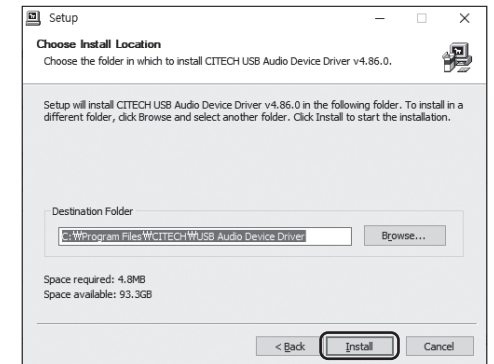 Setup
Choose Install Location
Choose the folder in which to install CITECH USB Audio Device Driver v4.86.0.
Setup will install CITECH USB Audio Device Driver v4.86.0 in the following folder. To install in a
different folder, click Browse and select another folder. Click Install to start the installation.
Destination Folder
C:₩Program Files₩CITECH₩USB Audio Device Driver
Browse...
Space required: 4.8MB
Space available: 93.3GB
< Back
Install
Cancel